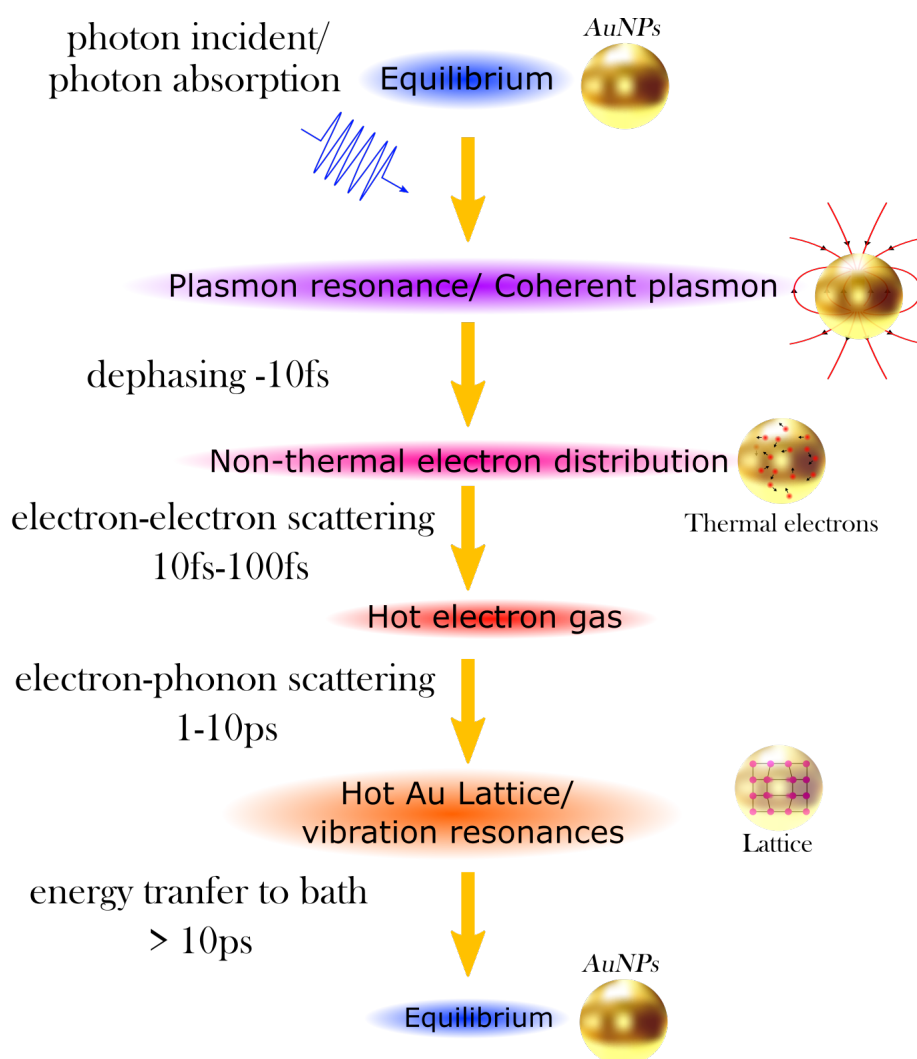 photon incident/
photon absorption
Equilibrium
AuNPs
Plasmon resonance/ Coherent plasmon
dephasing -10fs
Non-thermal electron distribution
Thermal electrons
electron-electron scattering
10fs-100fs
Hot electron gas
electron-phonon scattering
1-10ps
Hot Au Lattice/
vibration resonances
Lattice
energy tranfer to bath
> 10ps
AuNPs
Equilibrium